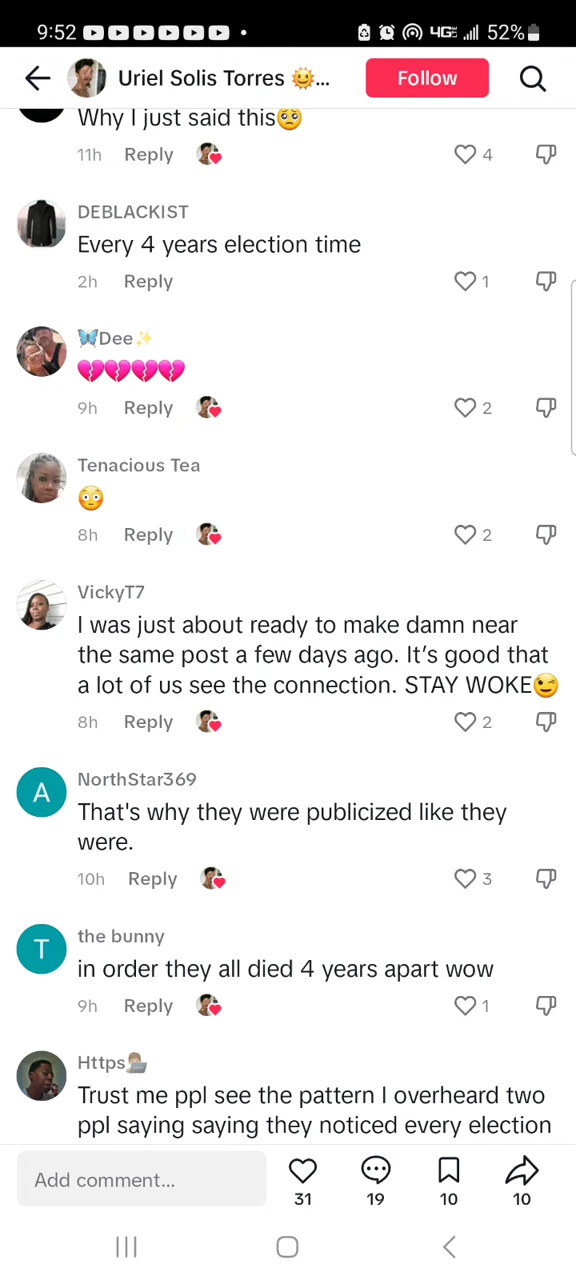 9:52
4G 52%
Uriel Solis Torres 🌞...
Follow
Why I just said this🥺
11h Reply 4
DEBLACKIST
Every 4 years election time
2h Reply 1
🦋Dee✨
💔💔💔💔
9h Reply 2
Tenacious Tea
😳
8h Reply 2
VickyT7
I was just about ready to make damn near
the same post a few days ago. It’s good that
a lot of us see the connection. STAY WOKE😉
8h Reply 2
A
NorthStar369
That's why they were publicized like they
were.
10h Reply 3
T
the bunny
in order they all died 4 years apart wow
9h Reply 1
Https👨🏽‍💻
Trust me ppl see the pattern I overheard two
ppl saying saying they noticed every election
Add comment...
31 19 10 10